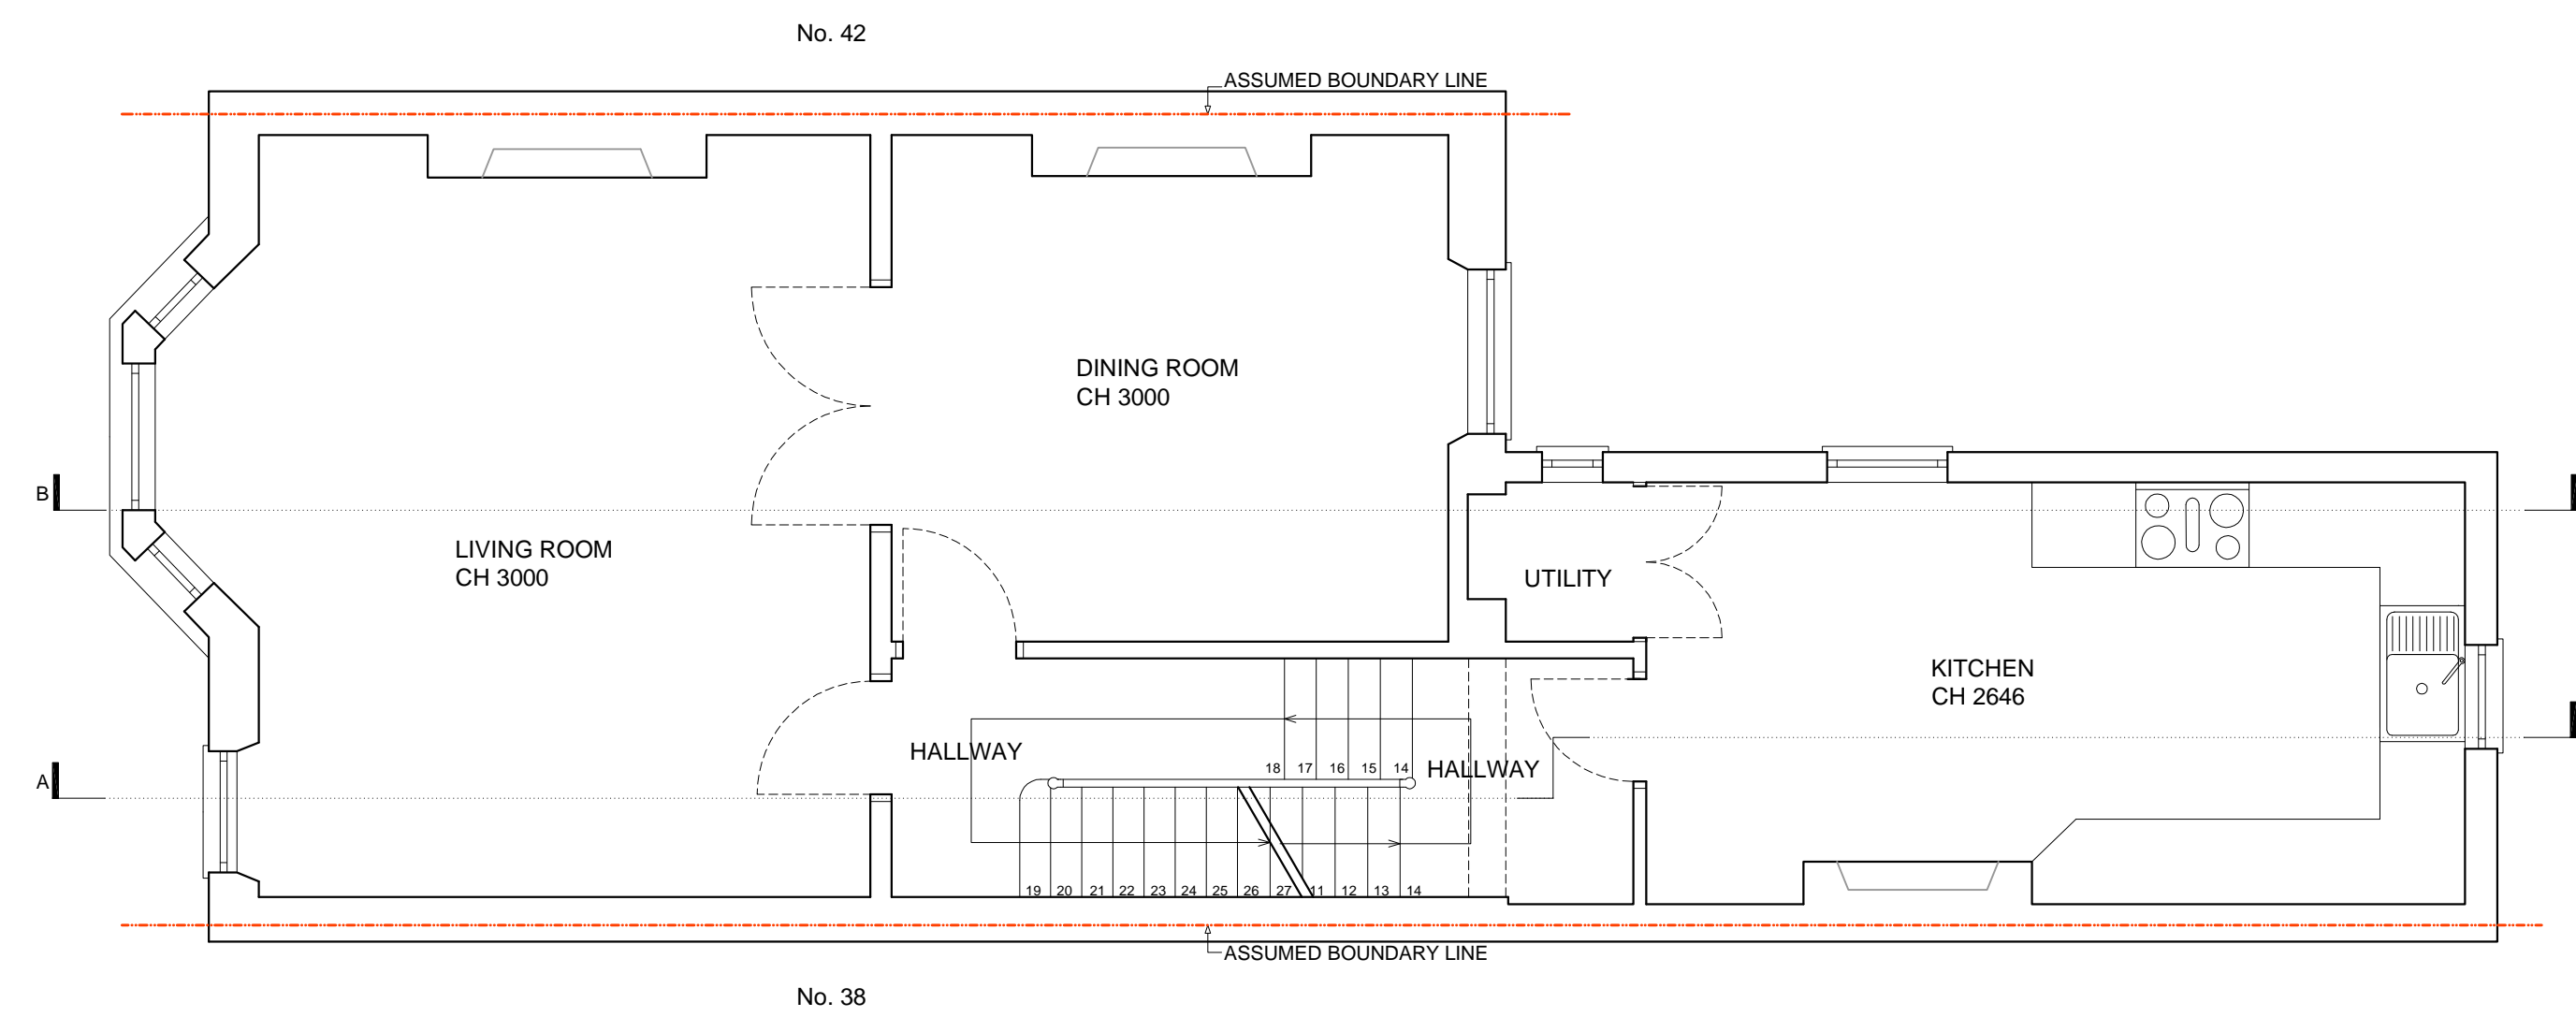 No. 42
ASSUMED BOUNDARY LINE
DINING ROOM
CH 3000
B
LIVING ROOM
CH 3000
UTILITY
KITCHEN
CH 2646
HALLWAY
18 17 16 15 14
HALLWAY
A
19 20 21 22 23 24 25 26 27 11 12 13 14
ASSUMED BOUNDARY LINE
No. 38